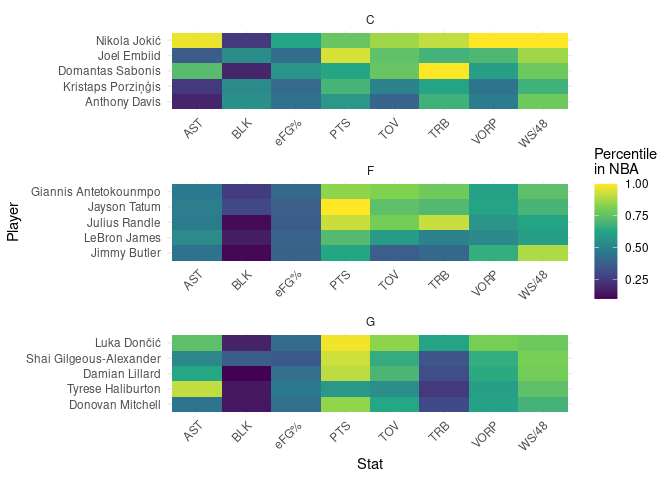 C
Nikola Jokić
Joel Embiid
Domantas Sabonis
Kristaps Porziņģis
Anthony Davis
AST BLK eFG% PTS TOV TRB VORP WS/48
F
Giannis Antetokounmpo
Jayson Tatum
Julius Randle
LeBron James
Jimmy Butler
AST BLK eFG% PTS TOV TRB VORP WS/48
G
Luka Dončić
Shai Gilgeous-Alexander
Damian Lillard
Tyrese Haliburton
Donovan Mitchell
AST BLK eFG% PTS TOV TRB VORP WS/48
Stat
Player
Percentile
in NBA
1.00
0.75
0.50
0.25